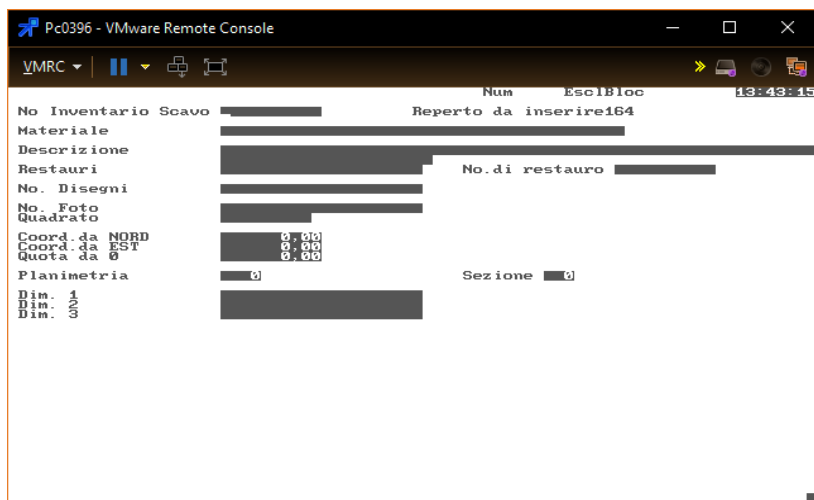 Pc0396 - VMware Remote Console
VMRC
Num EsclBloc 13:43:15
No Inventario Scavo Reperto da inserire164
Materiale
Descrizione
Restauri No.di restauro
No. Disegni
No. Foto
Quadrato
Coord.da NORD 0,00
Coord.da EST 0,00
Quota da 0 0,00
Planimetria 0 Sezione 0
Dim. 1
Dim. 2
Dim. 3